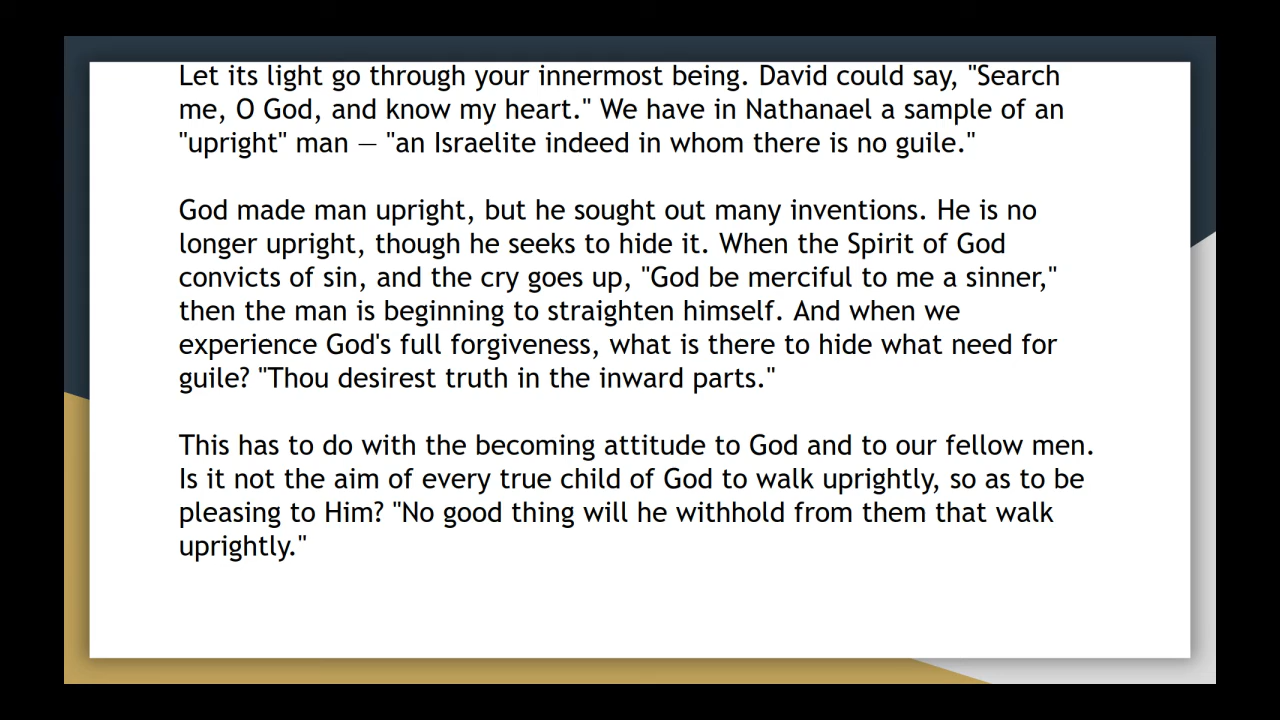 Let its light go through your innermost being. David could say, "Search
me, O God, and know my heart." We have in Nathanael a sample of an
"upright" man — "an Israelite indeed in whom there is no guile."
God made man upright, but he sought out many inventions. He is no
longer upright, though he seeks to hide it. When the Spirit of God
convicts of sin, and the cry goes up, "God be merciful to me a sinner,"
then the man is beginning to straighten himself. And when we
experience God's full forgiveness, what is there to hide what need for
guile? "Thou desirest truth in the inward parts."
This has to do with the becoming attitude to God and to our fellow men.
Is it not the aim of every true child of God to walk uprightly, so as to be
pleasing to Him? "No good thing will he withhold from them that walk
uprightly."